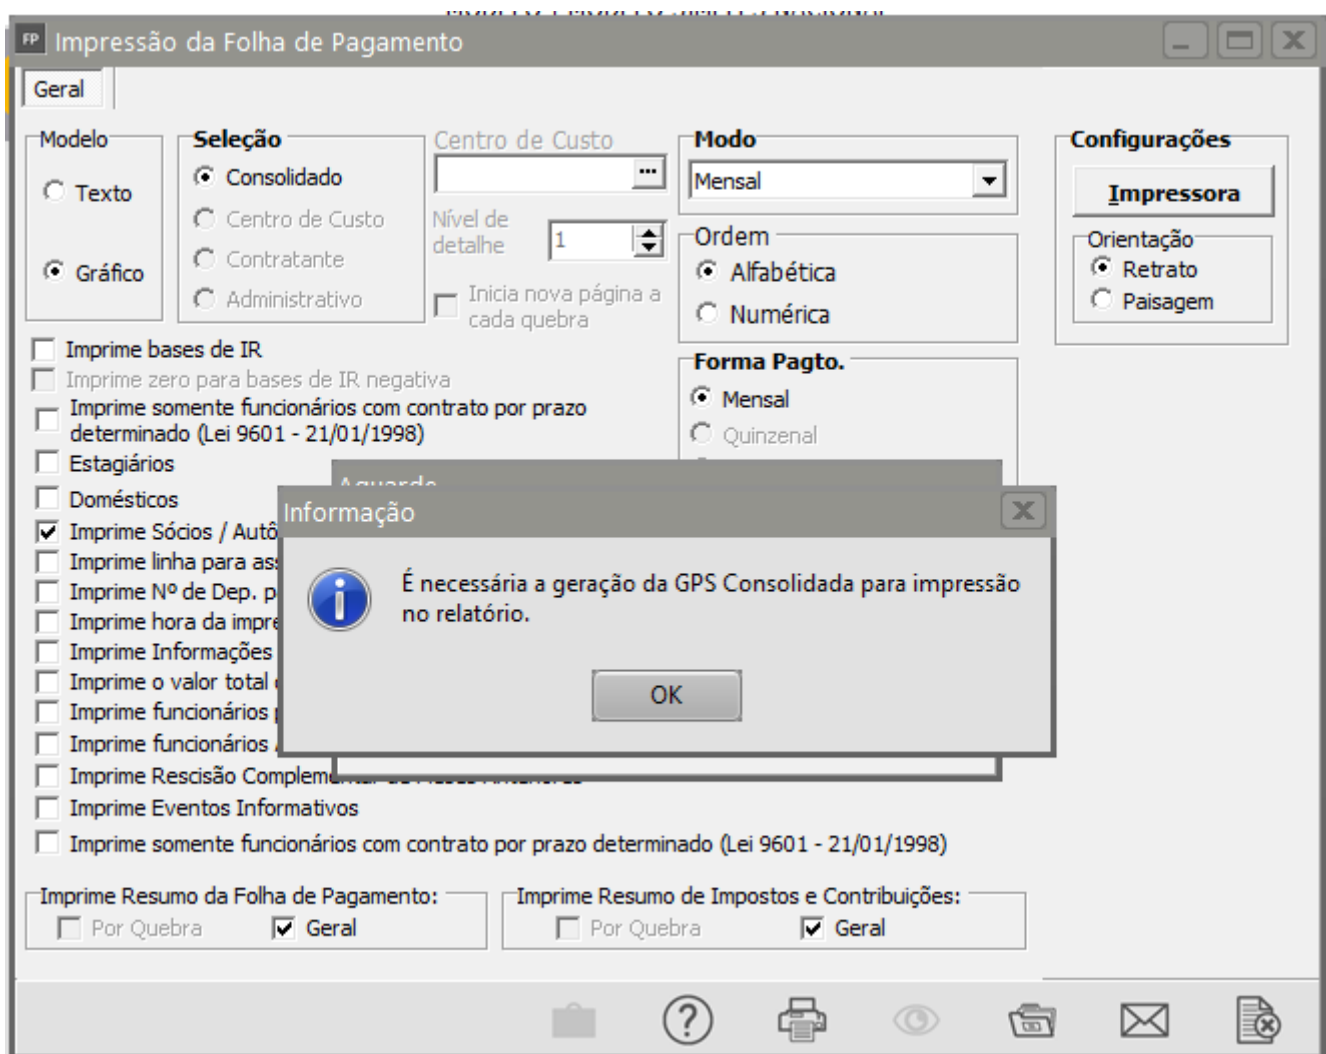 FP Impressão da Folha de Pagamento
Geral
Modelo
Texto
Gráfico
Seleção
Consolidado
Centro de Custo
Contratante
Administrativo
Centro de Custo
...
Nível de
detalhe
1
Inicia nova página a
cada quebra
Modo
Mensal
Ordem
Alfabética
Numérica
Configurações
Impressora
Orientação
Retrato
Paisagem
Imprime bases de IR
Imprime zero para bases de IR negativa
Imprime somente funcionários com contrato por prazo
determinado (Lei 9601 - 21/01/1998)
Estagiários
Domésticos
Imprime Sócios / Autô
Imprime linha para ass
Imprime Nº de Dep. p
Imprime hora da impre
Imprime Informações
Imprime o valor total
Imprime funcionários
Imprime funcionários
Imprime Rescisão Complem
Imprime Eventos Informativos
Imprime somente funcionários com contrato por prazo determinado (Lei 9601 - 21/01/1998)
Forma Pagto.
Mensal
Quinzenal
Aguarde
Informação
É necessária a geração da GPS Consolidada para impressão
no relatório.
OK
Imprime Resumo da Folha de Pagamento:
Por Quebra
Geral
Imprime Resumo de Impostos e Contribuições:
Por Quebra
Geral